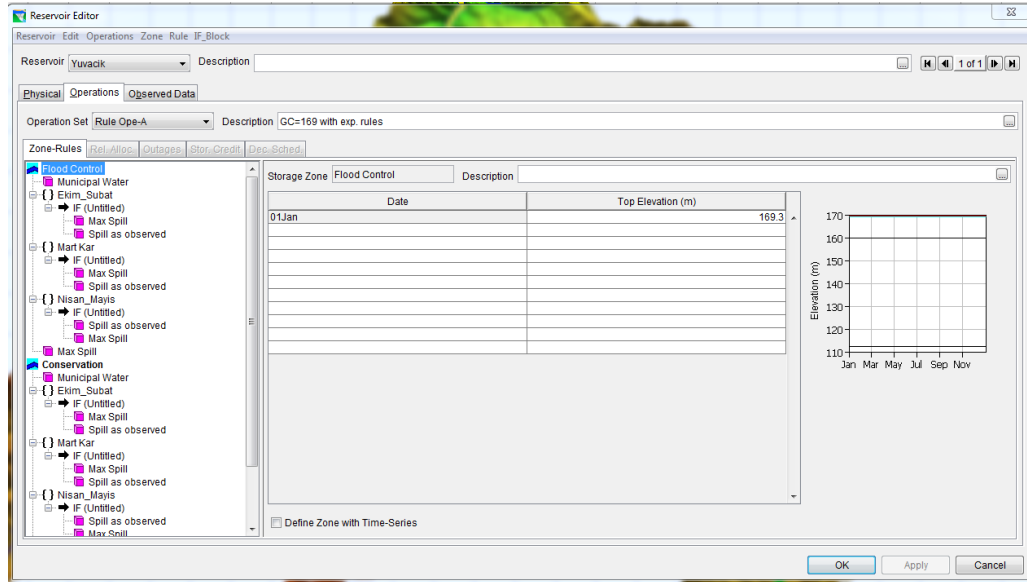 Reservoir Editor
Reservoir Edit Operations Zone Rule IF_Block
Reservoir Yuvacik Description ... 1 of 1
Physical Operations Observed Data
Operation Set Rule Ope-A Description GC=169 with exp. rules ...
Zone-Rules Rel. Alloc. Outages Stor. Credit Dec. Sched.
Flood Control
Municipal Water
{ } Ekim_Subat
IF (Untitled)
Max Spill
Spill as observed
{ } Mart Kar
IF (Untitled)
Max Spill
Spill as observed
{ } Nisan_Mayis
IF (Untitled)
Spill as observed
Max Spill
Max Spill
Conservation
Municipal Water
{ } Ekim_Subat
IF (Untitled)
Max Spill
Spill as observed
{ } Mart Kar
IF (Untitled)
Max Spill
Spill as observed
{ } Nisan_Mayis
IF (Untitled)
Spill as observed
Max Spill
Storage Zone Flood Control Description ...
Date Top Elevation (m)
01Jan 169.3
Define Zone with Time-Series
Elevation (m)
170
160
150
140
130
120
110
Jan Mar May Jul Sep Nov
OK Apply Cancel